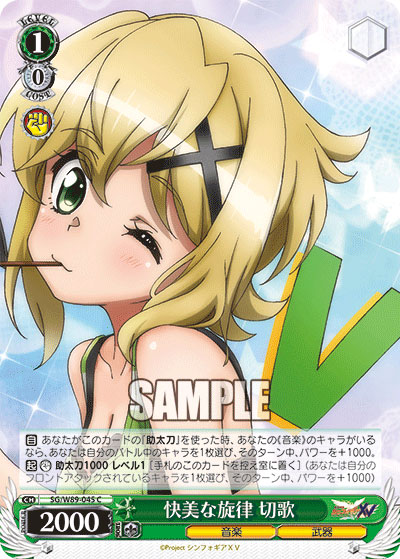 LEVEL
1
0
COST
V
SAMPLE
自 あなたがこのカードの『助太刀』を使った時、あなたの《音楽》のキャラがいる
なら、あなたは自分のバトル中のキャラを1枚選び、そのターン中、パワーを+1000。
起 助太刀1000 レベル1 [手札のこのカードを控え室に置く] (あなたは自分の
フロントアタックされているキャラを1枚選び、そのターン中、パワーを+1000)
CH SG/W89-045 C
快美な旋律 切歌
2000
音楽
武器
©Project シンフォギアXV